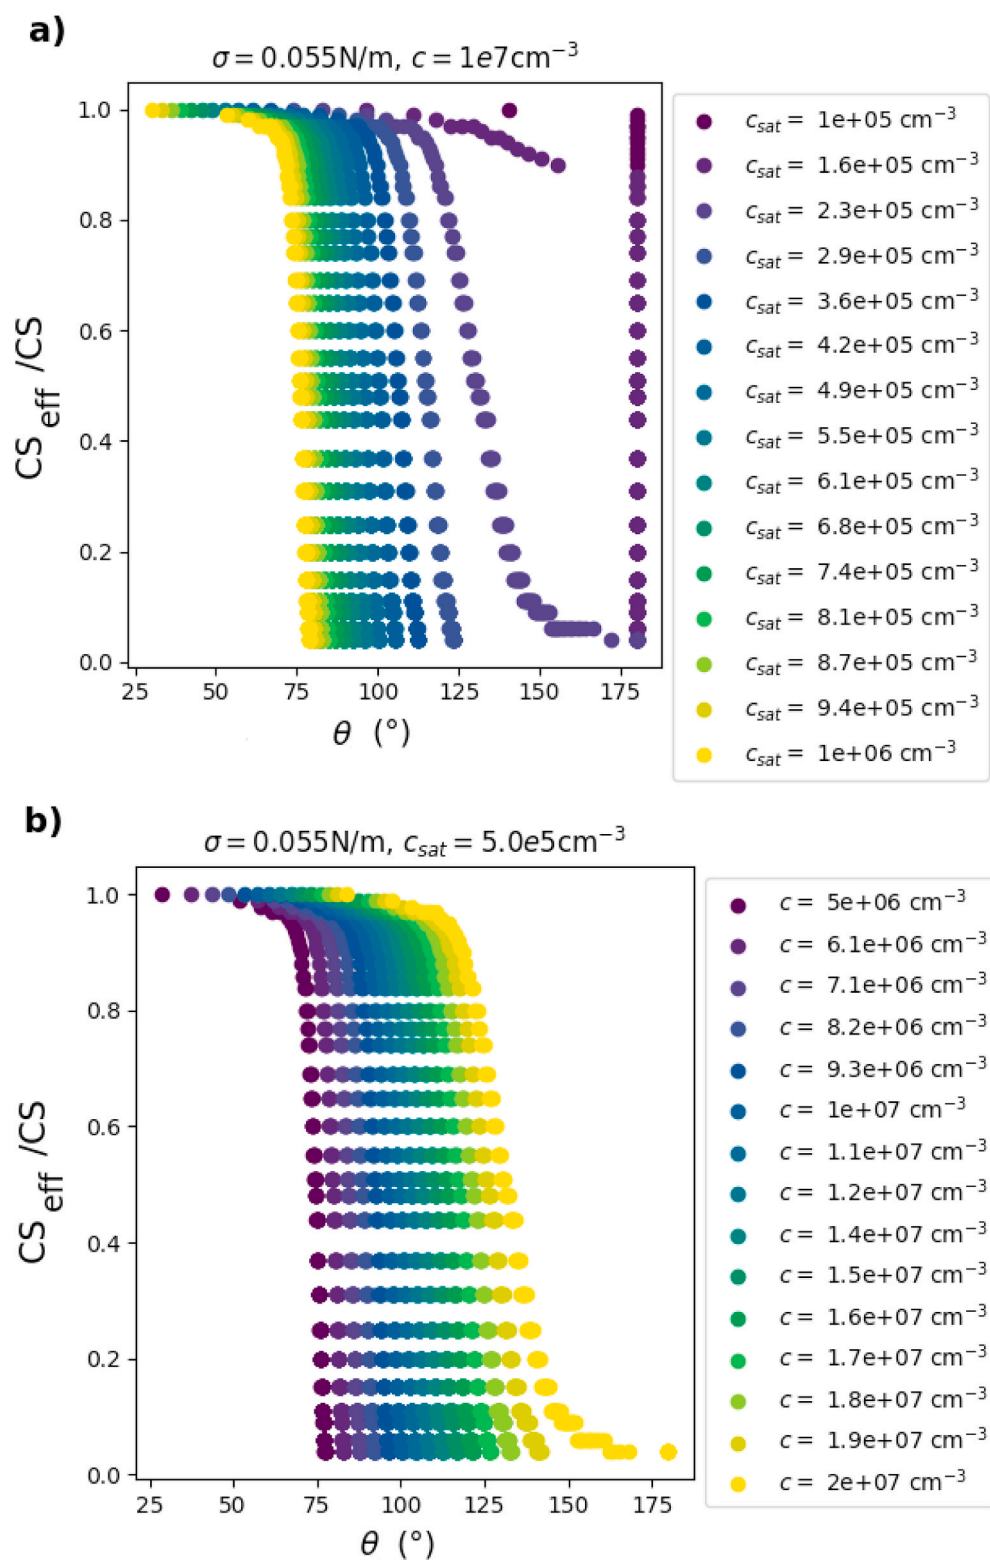 a)
σ = 0.055N/m, c = 1e7cm⁻³
1.0
0.8
0.6
0.4
0.2
0.0
CS eff /CS
25 50 75 100 125 150 175
θ (°)
c_sat = 1e+05 cm⁻³
c_sat = 1.6e+05 cm⁻³
c_sat = 2.3e+05 cm⁻³
c_sat = 2.9e+05 cm⁻³
c_sat = 3.6e+05 cm⁻³
c_sat = 4.2e+05 cm⁻³
c_sat = 4.9e+05 cm⁻³
c_sat = 5.5e+05 cm⁻³
c_sat = 6.1e+05 cm⁻³
c_sat = 6.8e+05 cm⁻³
c_sat = 7.4e+05 cm⁻³
c_sat = 8.1e+05 cm⁻³
c_sat = 8.7e+05 cm⁻³
c_sat = 9.4e+05 cm⁻³
c_sat = 1e+06 cm⁻³
b)
σ = 0.055N/m, c_sat = 5.0e5cm⁻³
1.0
0.8
0.6
0.4
0.2
0.0
CS eff /CS
25 50 75 100 125 150 175
θ (°)
c = 5e+06 cm⁻³
c = 6.1e+06 cm⁻³
c = 7.1e+06 cm⁻³
c = 8.2e+06 cm⁻³
c = 9.3e+06 cm⁻³
c = 1e+07 cm⁻³
c = 1.1e+07 cm⁻³
c = 1.2e+07 cm⁻³
c = 1.4e+07 cm⁻³
c = 1.5e+07 cm⁻³
c = 1.6e+07 cm⁻³
c = 1.7e+07 cm⁻³
c = 1.8e+07 cm⁻³
c = 1.9e+07 cm⁻³
c = 2e+07 cm⁻³